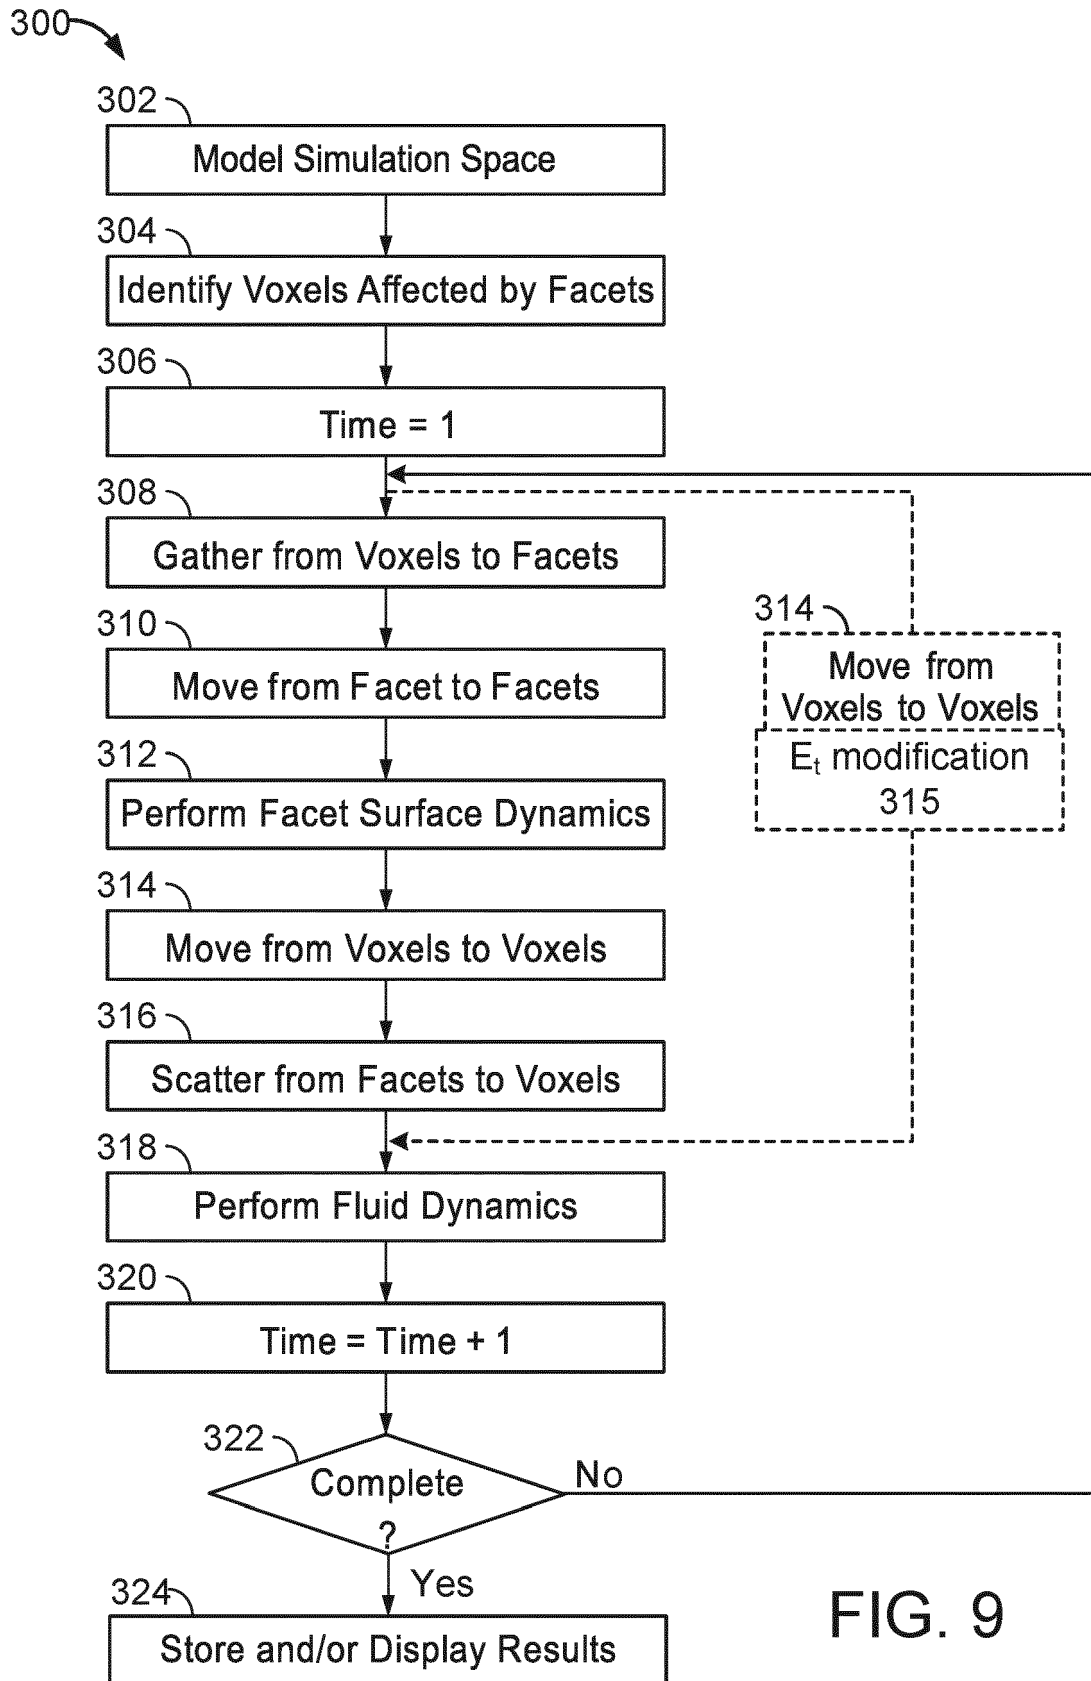 300
302
Model Simulation Space
304
Identify Voxels Affected by Facets
306
Time = 1
308
Gather from Voxels to Facets
310
Move from Facet to Facets
312
Perform Facet Surface Dynamics
314
Move from Voxels to Voxels
314
Move from
Voxels to Voxels
Eₜ modification
315
316
Scatter from Facets to Voxels
318
Perform Fluid Dynamics
320
Time = Time + 1
322
Complete
?
No
Yes
324
Store and/or Display Results
FIG. 9